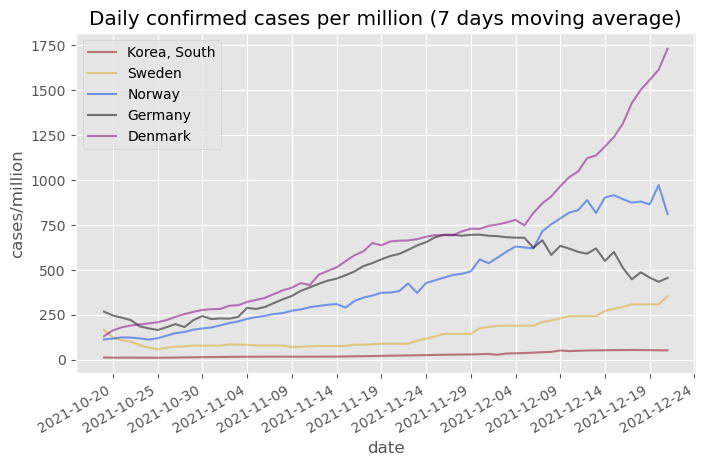 Daily confirmed cases per million (7 days moving average)
1750
1500
1250
1000
750
500
250
0
cases/million
Korea, South
Sweden
Norway
Germany
Denmark
2021-10-20
2021-10-25
2021-10-30
2021-11-04
2021-11-09
2021-11-14
2021-11-19
2021-11-24
2021-11-29
2021-12-04
2021-12-09
2021-12-14
2021-12-19
2021-12-24
date